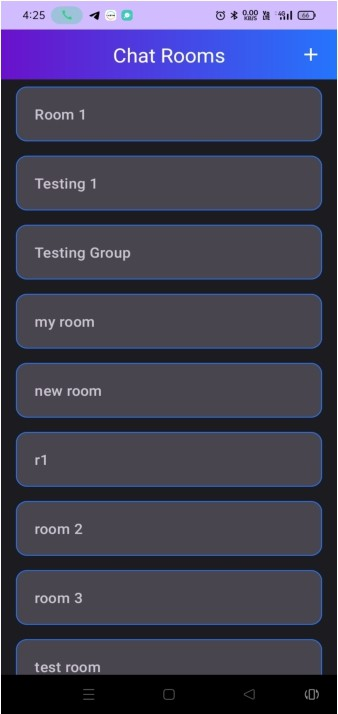 4:25
0.00 KB/S
4G
66
Chat Rooms
+
Room 1
Testing 1
Testing Group
my room
new room
r1
room 2
room 3
test room